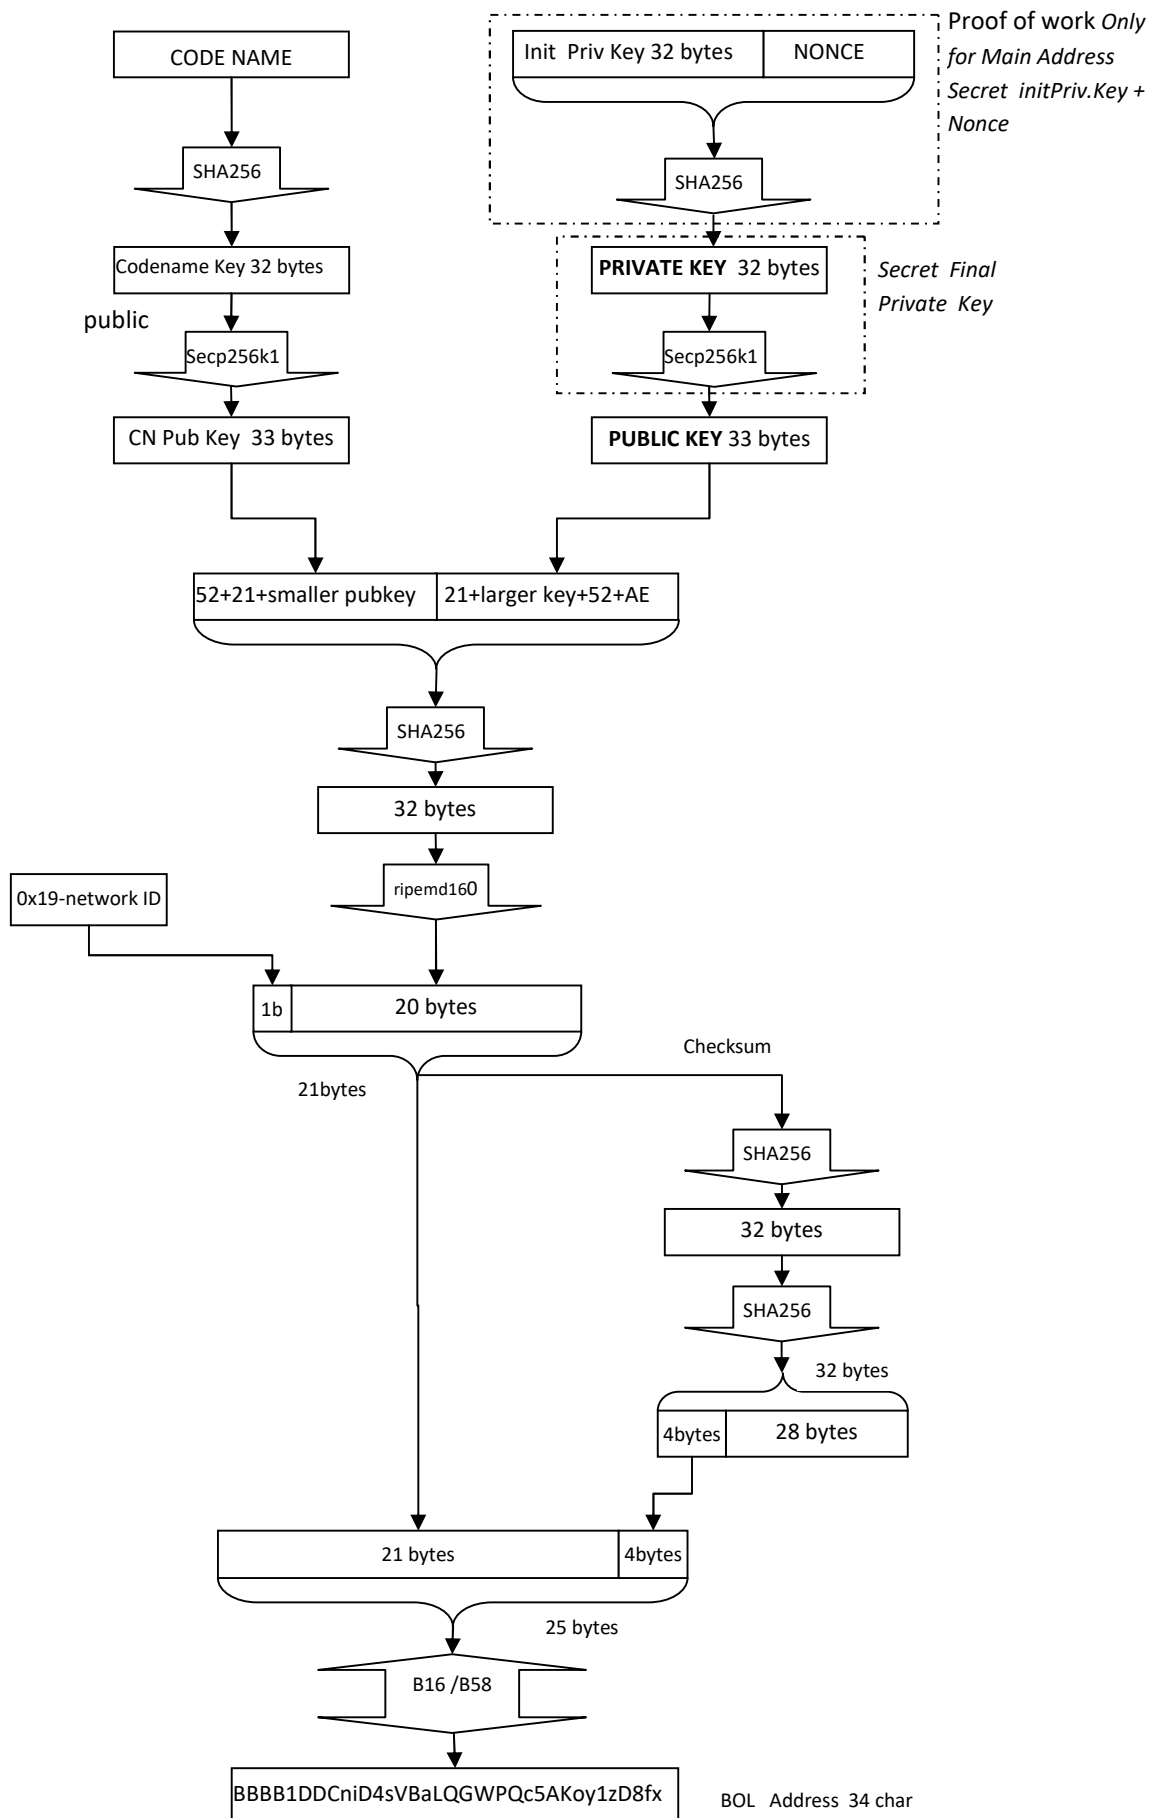 CODE NAME
Init Priv Key 32 bytes
NONCE
Proof of work Only
for Main Address
Secret initPriv.Key +
Nonce
SHA256
SHA256
Codename Key 32 bytes
PRIVATE KEY 32 bytes
Secret Final
Private Key
public
Secp256k1
Secp256k1
CN Pub Key 33 bytes
PUBLIC KEY 33 bytes
52+21+smaller pubkey
21+larger key+52+AE
SHA256
32 bytes
ripemd160
0x19-network ID
1b
20 bytes
Checksum
21bytes
SHA256
32 bytes
SHA256
32 bytes
4bytes
28 bytes
21 bytes
4bytes
25 bytes
B16 /B58
BBBB1DDCniD4sVBaLQGWPQc5AKoy1zD8fx
BOL Address 34 char